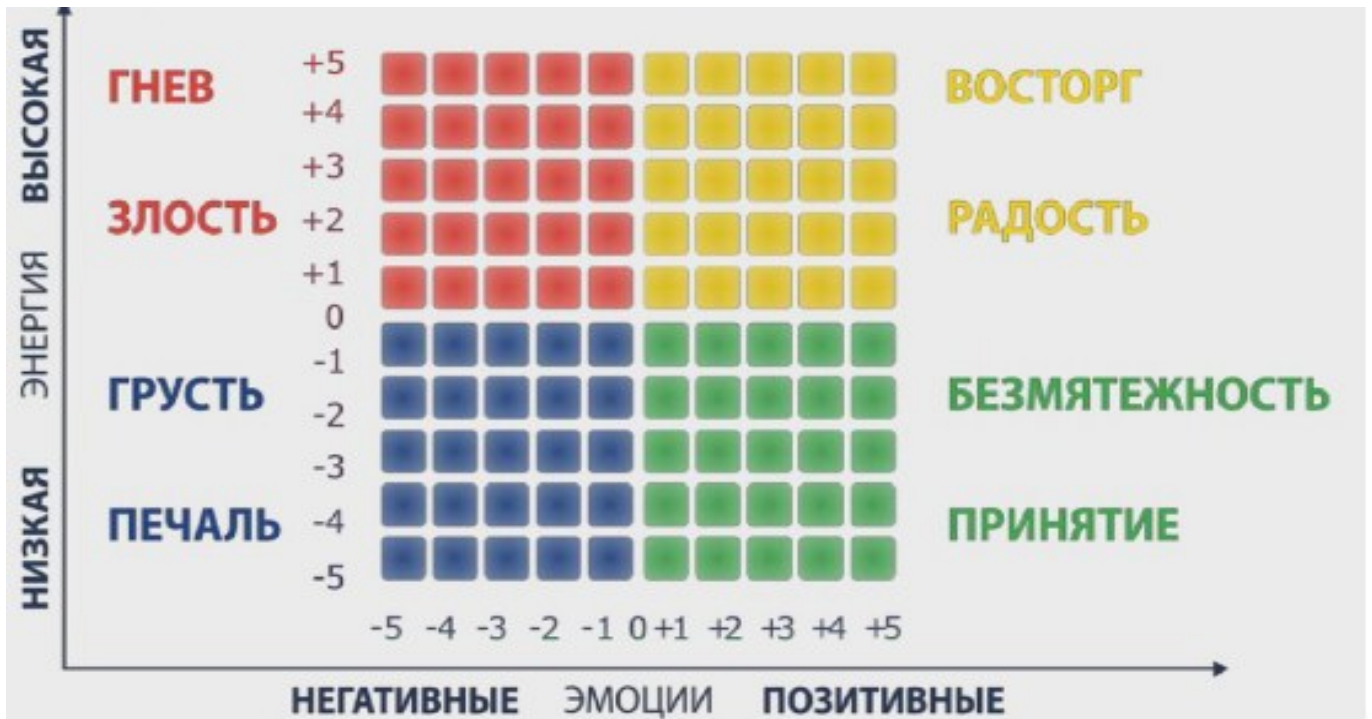 ВЫСОКАЯ
ЭНЕРГИЯ
НИЗКАЯ
ГНЕВ
ЗЛОСТЬ
ГРУСТЬ
ПЕЧАЛЬ
+5
+4
+3
+2
+1
0
-1
-2
-3
-4
-5
ВОСТОРГ
РАДОСТЬ
БЕЗМЯТЕЖНОСТЬ
ПРИНЯТИЕ
-5 -4 -3 -2 -1 0 +1 +2 +3 +4 +5
НЕГАТИВНЫЕ ЭМОЦИИ ПОЗИТИВНЫЕ